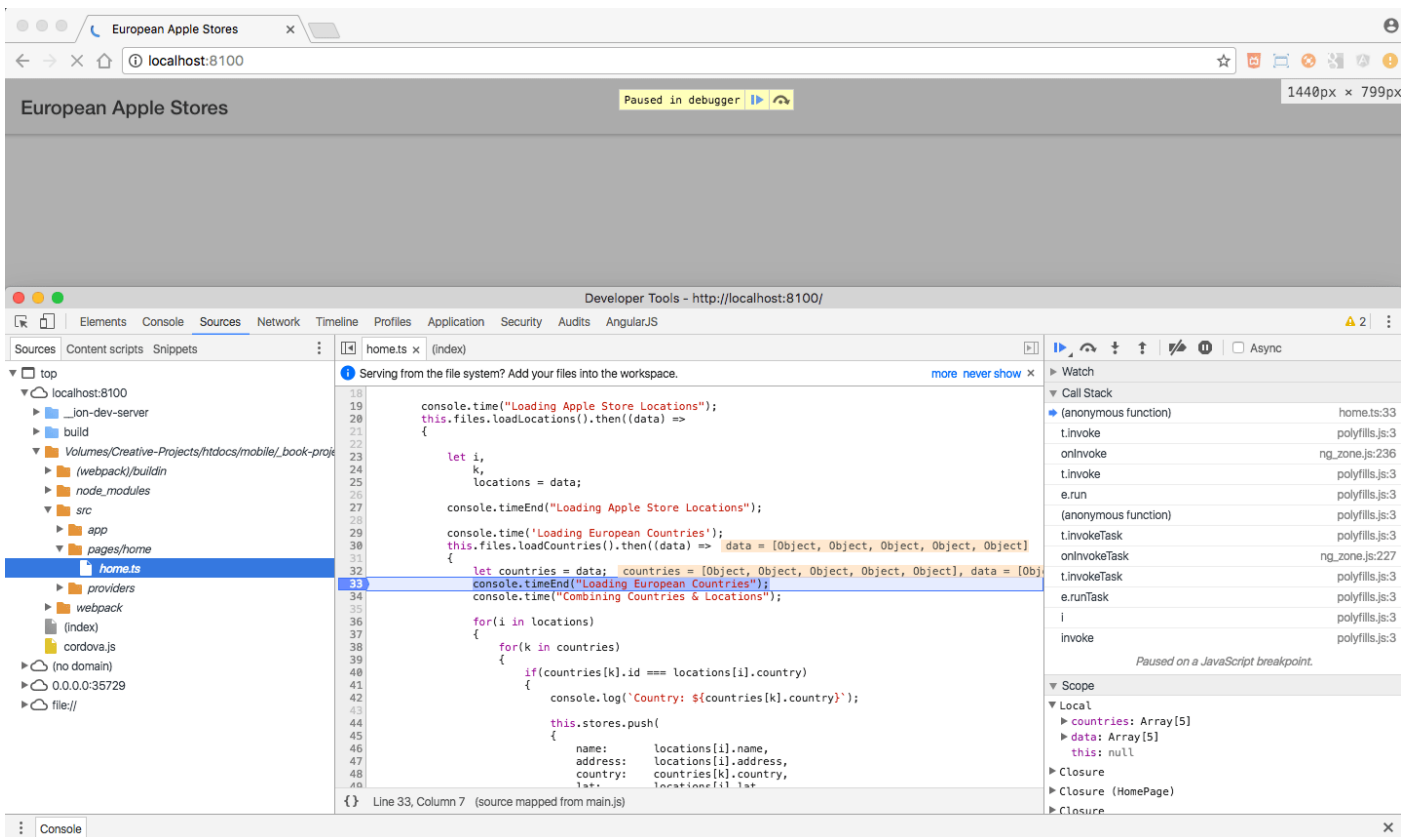 European Apple Stores ×
localhost:8100
European Apple Stores
Paused in debugger
1440px × 799px
Developer Tools - http://localhost:8100/
Elements Console Sources Network Timeline Profiles Application Security Audits AngularJS 2
Sources Content scripts Snippets
top
localhost:8100
__ion-dev-server
build
Volumes/Creative-Projects/htdocs/mobile/_book-proje
(webpack)/buildin
node_modules
src
app
pages/home
home.ts
providers
webpack
(index)
cordova.js
(no domain)
0.0.0.0:35729
file://
home.ts × (index)
Serving from the file system? Add your files into the workspace. more never show ×
18
19 console.time("Loading Apple Store Locations");
20 this.files.loadLocations().then((data) =>
21 {
22
23 let i,
24 k,
25 locations = data;
26
27 console.timeEnd("Loading Apple Store Locations");
28
29 console.time('Loading European Countries');
30 this.files.loadCountries().then((data) => data = [Object, Object, Object, Object, Object]
31 {
32 let countries = data; countries = [Object, Object, Object, Object, Object], data = [Obj
33 console.timeEnd("Loading European Countries");
34 console.time("Combining Countries & Locations");
35
36 for(i in locations)
37 {
38 for(k in countries)
39 {
40 if(countries[k].id === locations[i].country)
41 {
42 console.log(`Country: ${countries[k].country}`);
43
44 this.stores.push(
45 {
46 name: locations[i].name,
47 address: locations[i].address,
48 country: countries[k].country,
49 lat: locations[i].lat
{} Line 33, Column 7 (source mapped from main.js)
Async
Watch
Call Stack
(anonymous function) home.ts:33
t.invoke polyfills.js:3
onInvoke ng_zone.js:236
t.invoke polyfills.js:3
e.run polyfills.js:3
(anonymous function) polyfills.js:3
t.invokeTask polyfills.js:3
onInvokeTask ng_zone.js:227
t.invokeTask polyfills.js:3
e.runTask polyfills.js:3
i polyfills.js:3
invoke polyfills.js:3
Paused on a JavaScript breakpoint.
Scope
Local
countries: Array[5]
data: Array[5]
this: null
Closure
Closure (HomePage)
Closure
Console ×